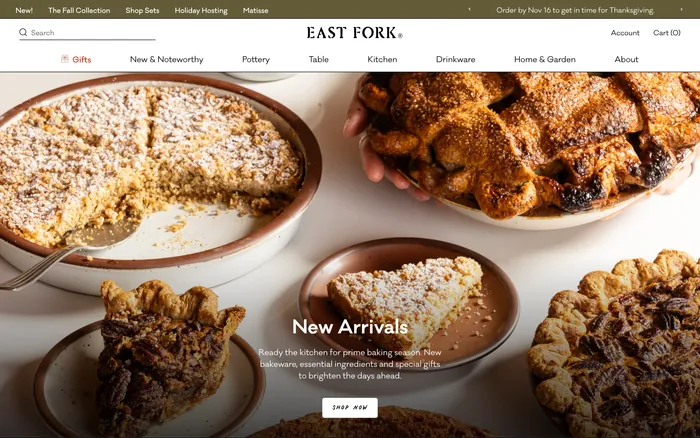 New! The Fall Collection Shop Sets Holiday Hosting Matisse
Order by Nov 16 to get in time for Thanksgiving.
Search
EAST FORK®
Account Cart (0)
Gifts New & Noteworthy Pottery Table Kitchen Drinkware Home & Garden About
New Arrivals
Ready the kitchen for prime baking season. New
bakeware, essential ingredients and special gifts
to brighten the days ahead.
SHOP NOW